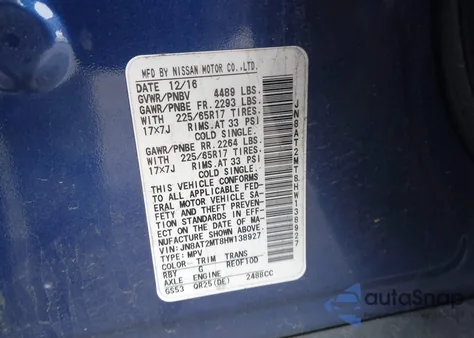 MFD BY NISSAN MOTOR CO.,LTD.
DATE 12/16
GVWR/PNBV 4489 LBS.
GAWR/PNBE FR. 2293 LBS.
WITH 225/65R17 TIRES
17X7J RIMS.AT 33 PSI
COLD SINGLE.
GAWR/PNBE RR. 2264 LBS.
WITH 225/65R17 TIRES
17X7J RIMS.AT 33 PSI
COLD SINGLE.
THIS VEHICLE CONFORMS
TO ALL APPLICABLE FED-
ERAL MOTOR VEHICLE SA-
FETY AND THEFT PREVEN-
TION STANDARDS IN EFF-
ECT ON THE DATE OF MA-
NUFACTURE SHOWN ABOVE.
VIN: JN8AT2MT8HW138927
TYPE: MPV
COLOR TRIM TRANS
RBY G RE0F10D
AXLE ENGINE
GS53 QR25(DE) 2488CC
JN8AT2MT8HW138927
autoSnap